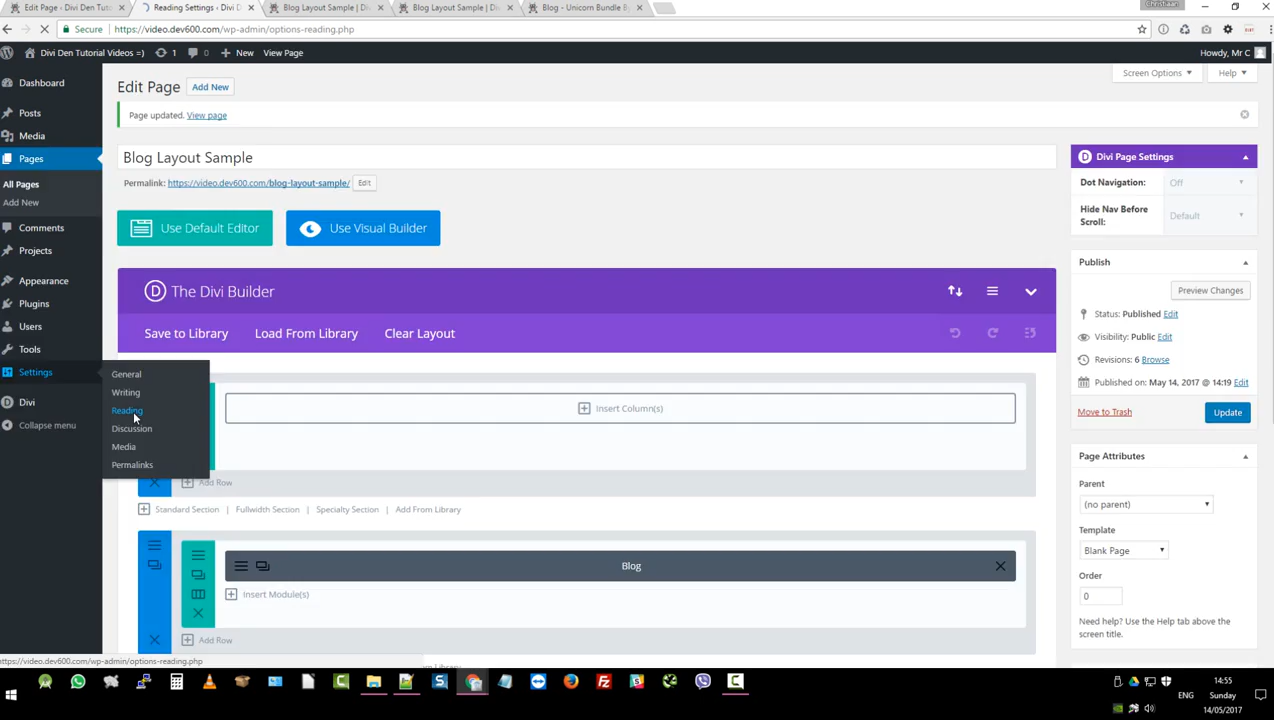 Edit Page ‹ Divi Den Tut
Reading Settings ‹ Divi D
Blog Layout Sample | Div
Blog Layout Sample | Div
Blog - Unicorn Bundle B
Christiaan
Secure
https://video.dev600.com/wp-admin/options-reading.php
Divi Den Tutorial Videos =)
1
0
New
View Page
Howdy, Mr C
Dashboard
Posts
Media
Pages
All Pages
Add New
Comments
Projects
Appearance
Plugins
Users
Tools
Settings
Divi
Collapse menu
General
Writing
Reading
Discussion
Media
Permalinks
Screen Options
Help
Edit Page
Add New
Page updated. View page
Blog Layout Sample
Permalink: https://video.dev600.com/blog-layout-sample/ Edit
Use Default Editor
Use Visual Builder
The Divi Builder
Save to Library
Load From Library
Clear Layout
Insert Column(s)
Add Row
Standard Section | Fullwidth Section | Specialty Section | Add From Library
Blog
Insert Module(s)
Add Row
Divi Page Settings
Dot Navigation: Off
Hide Nav Before Scroll: Default
Publish
Preview Changes
Status: Published Edit
Visibility: Public Edit
Revisions: 6 Browse
Published on: May 14, 2017 @ 14:19 Edit
Move to Trash
Update
Page Attributes
Parent
(no parent)
Template
Blank Page
Order
0
Need help? Use the Help tab above the
screen title.
https://video.dev600.com/wp-admin/options-reading.php
ENG
14:55
Sunday
14/05/2017